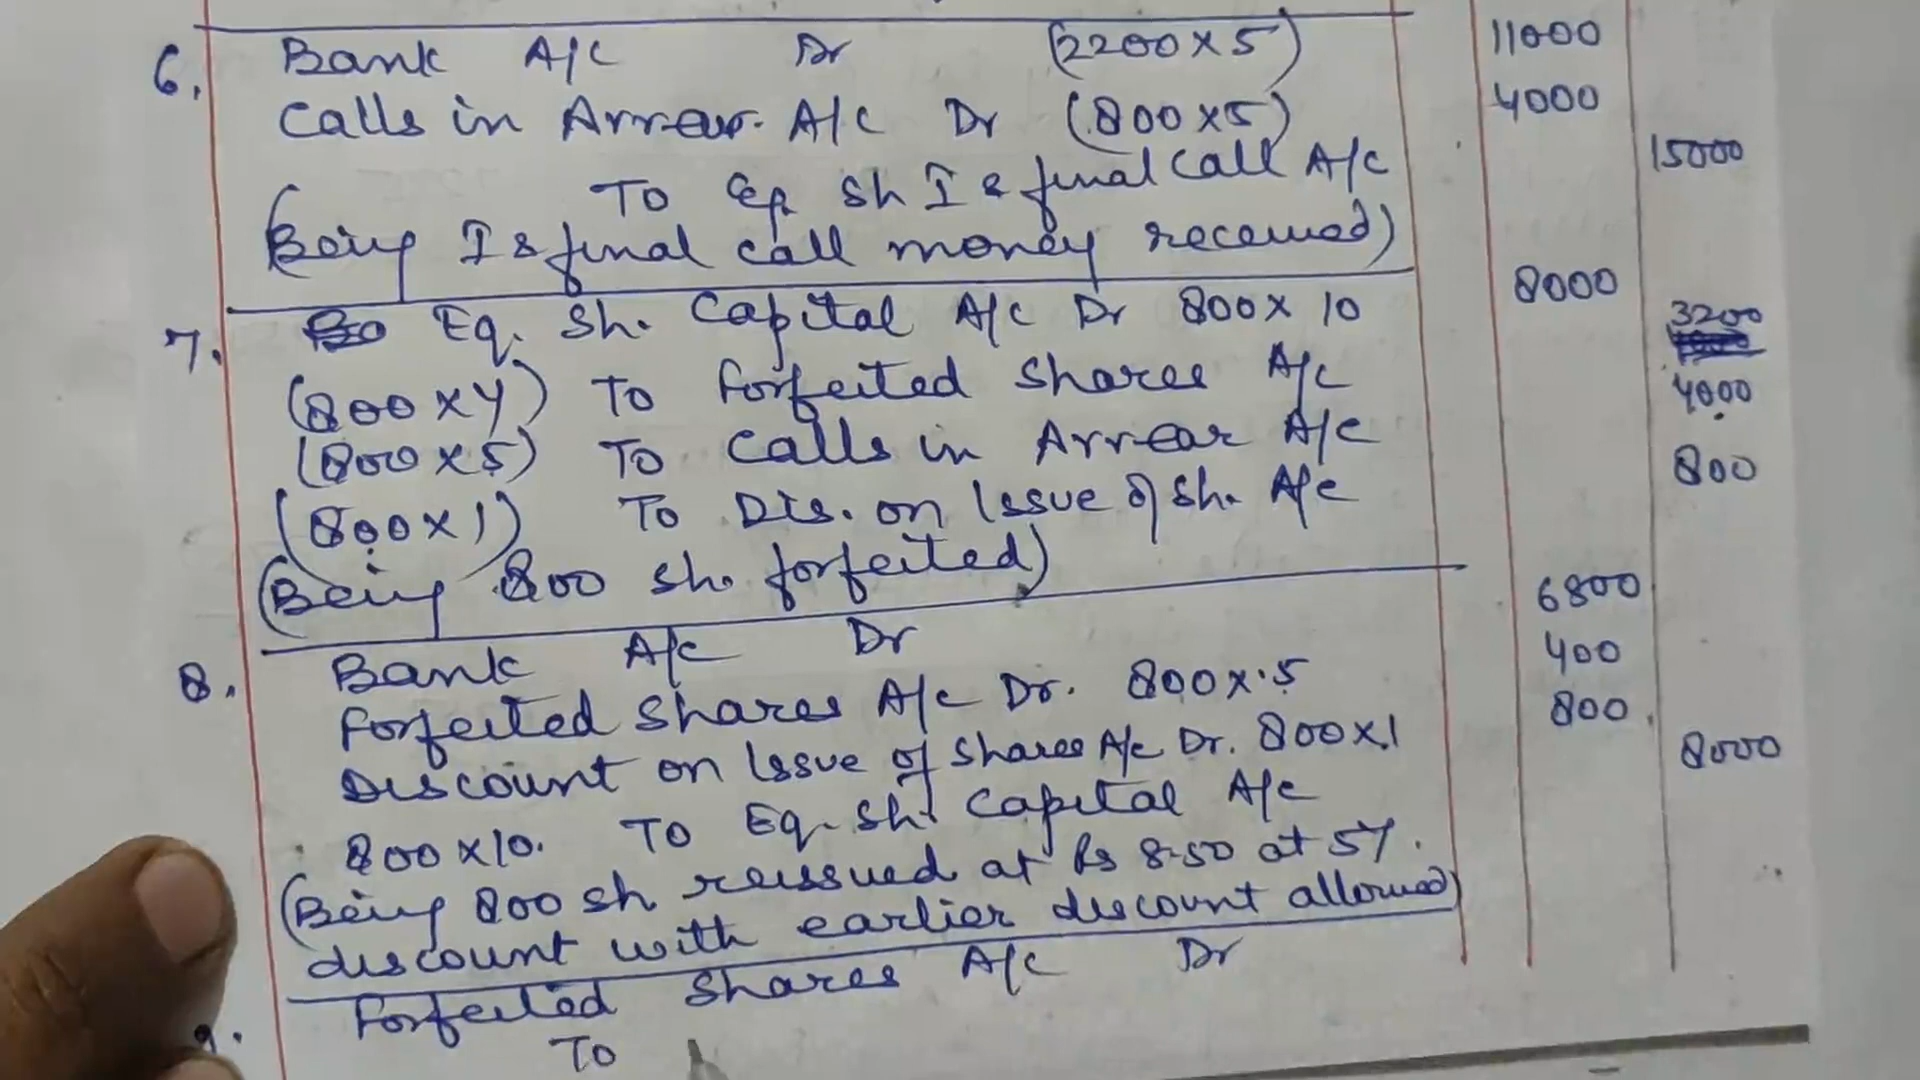 6. Bank A/c Dr (2200×5) 11000
Calls in Arrear A/c Dr (800×5) 4000
To Eq. Sh I & final Call A/c 15000
(Being I & final call money received)
7. Eq. Sh. Capital A/c Dr 800×10 8000
(800×4) To Forfeited Shares A/c 3200
(800×5) To Calls in Arrear A/c 4000
(800×1) To Dis. on Issue of Sh. A/c 800
(Being 800 sh. forfeited)
8. Bank A/c Dr 6800
Forfeited Shares A/c Dr. 800×.5 400
Discount on Issue of Shares A/c Dr. 800×1 800
800×10. To Eq. Sh. Capital A/c 8000
(Being 800 sh reissued at Rs 8.50 at 5%.
discount with earlier discount allowed)
9. Forfeited Shares A/c Dr
To